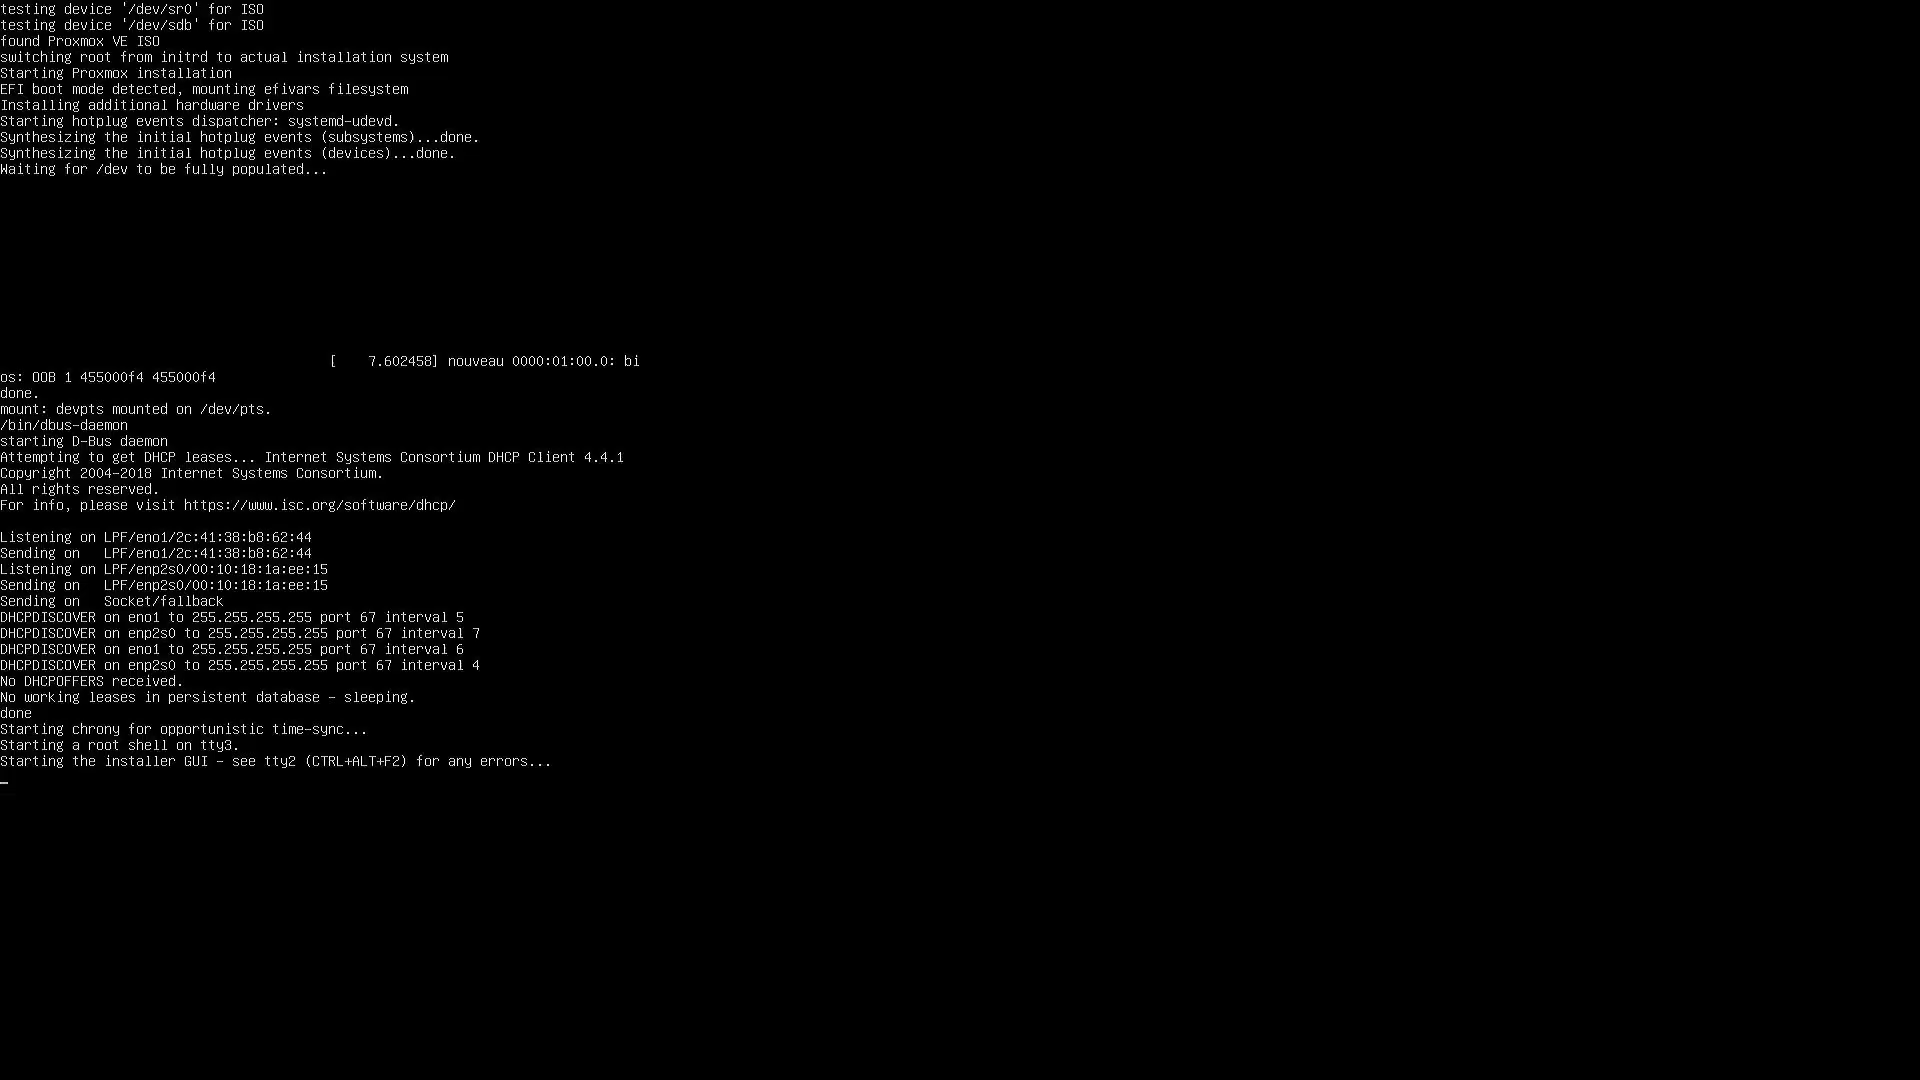 testing device '/dev/sr0' for ISO
testing device '/dev/sdb' for ISO
found Proxmox VE ISO
switching root from initrd to actual installation system
Starting Proxmox installation
EFI boot mode detected, mounting efivars filesystem
Installing additional hardware drivers
Starting hotplug events dispatcher: systemd-udevd.
Synthesizing the initial hotplug events (subsystems)...done.
Synthesizing the initial hotplug events (devices)...done.
Waiting for /dev to be fully populated...
[    7.602458] nouveau 0000:01:00.0: bi
os: OOB 1 455000f4 455000f4
done.
mount: devpts mounted on /dev/pts.
/bin/dbus-daemon
starting D-Bus daemon
Attempting to get DHCP leases... Internet Systems Consortium DHCP Client 4.4.1
Copyright 2004-2018 Internet Systems Consortium.
All rights reserved.
For info, please visit https://www.isc.org/software/dhcp/
Listening on LPF/eno1/2c:41:38:b8:62:44
Sending on   LPF/eno1/2c:41:38:b8:62:44
Listening on LPF/enp2s0/00:10:18:1a:ee:15
Sending on   LPF/enp2s0/00:10:18:1a:ee:15
Sending on   Socket/fallback
DHCPDISCOVER on eno1 to 255.255.255.255 port 67 interval 5
DHCPDISCOVER on enp2s0 to 255.255.255.255 port 67 interval 7
DHCPDISCOVER on eno1 to 255.255.255.255 port 67 interval 6
DHCPDISCOVER on enp2s0 to 255.255.255.255 port 67 interval 4
No DHCPOFFERS received.
No working leases in persistent database - sleeping.
done
Starting chrony for opportunistic time-sync...
Starting a root shell on tty3.
Starting the installer GUI - see tty2 (CTRL+ALT+F2) for any errors...